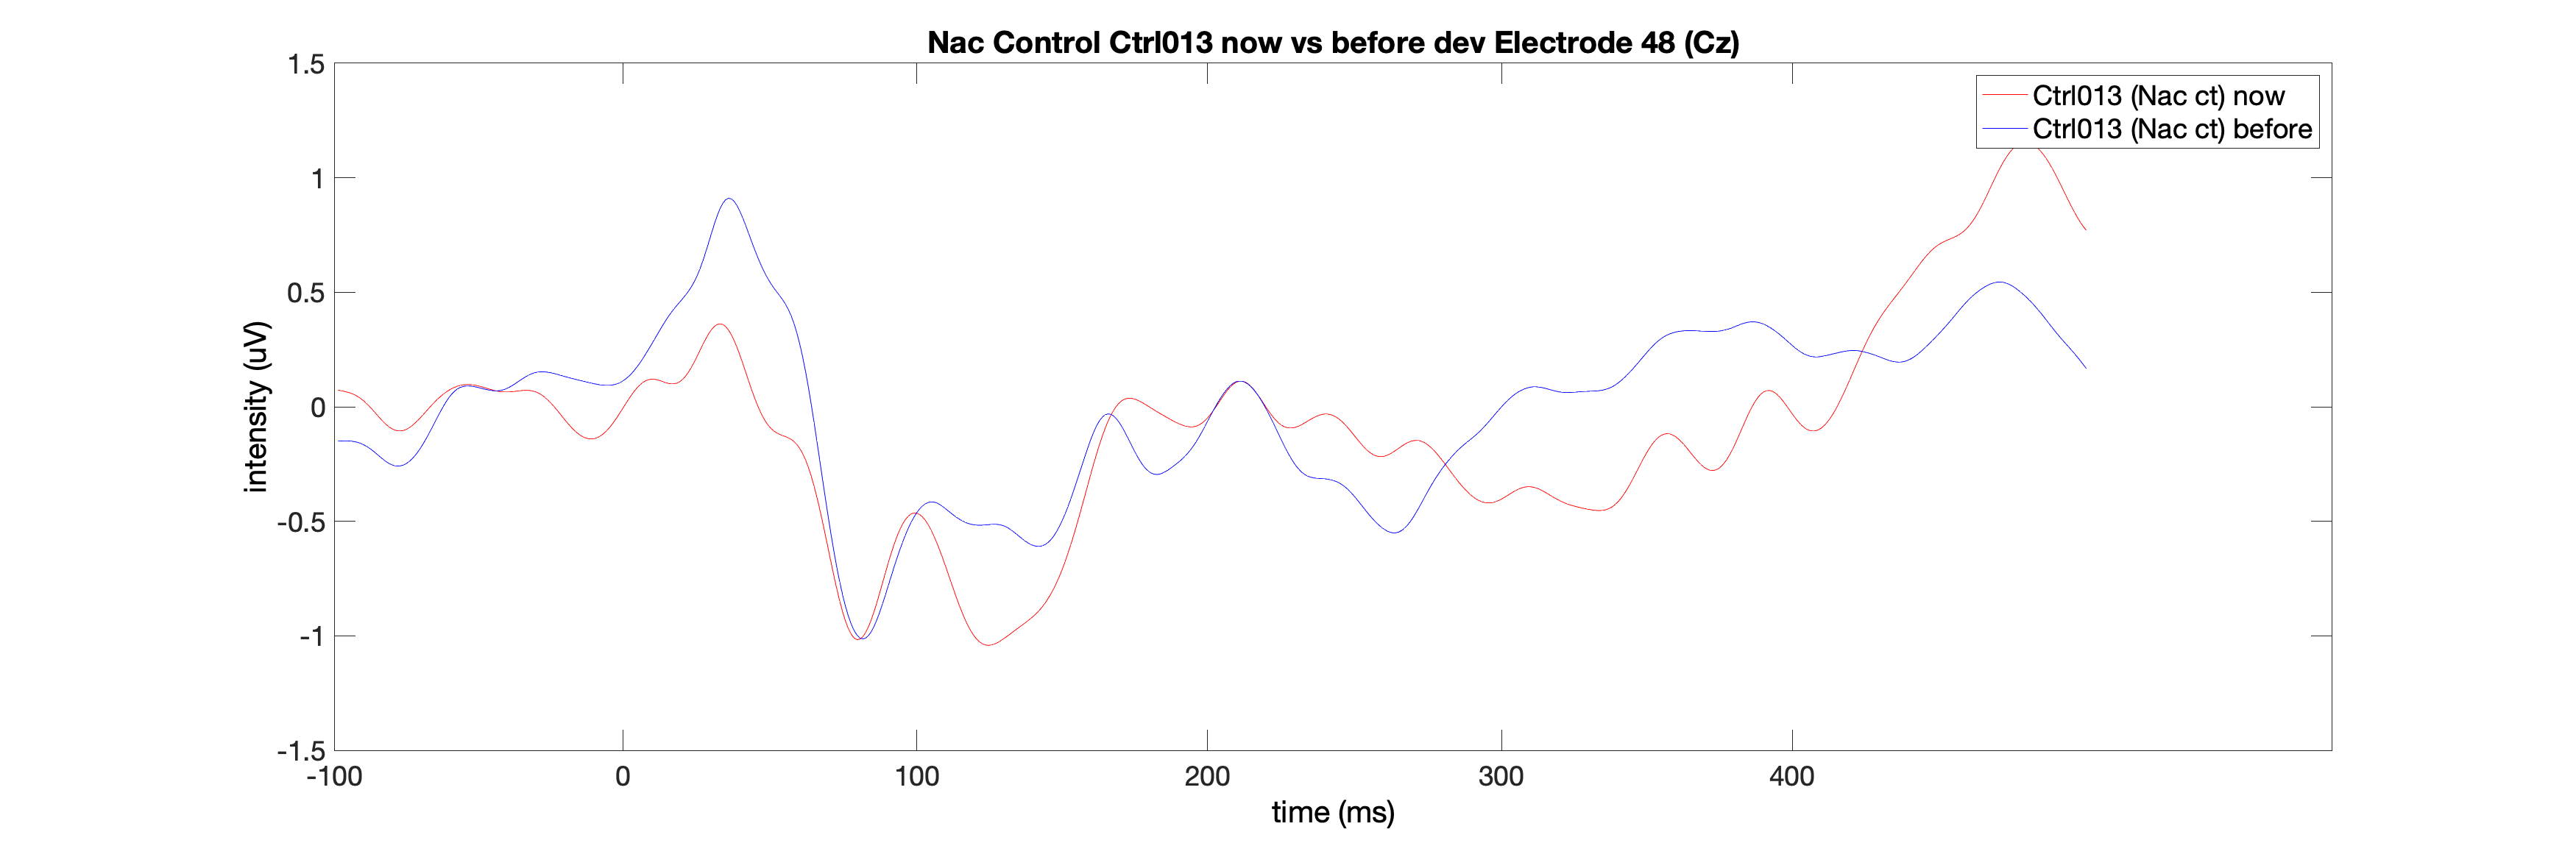 Nac Control Ctrl013 now vs before dev Electrode 48 (Cz)
1.5
1
0.5
0
-0.5
-1
-1.5
intensity (uV)
Ctrl013 (Nac ct) now
Ctrl013 (Nac ct) before
-100 0 100 200 300 400
time (ms)